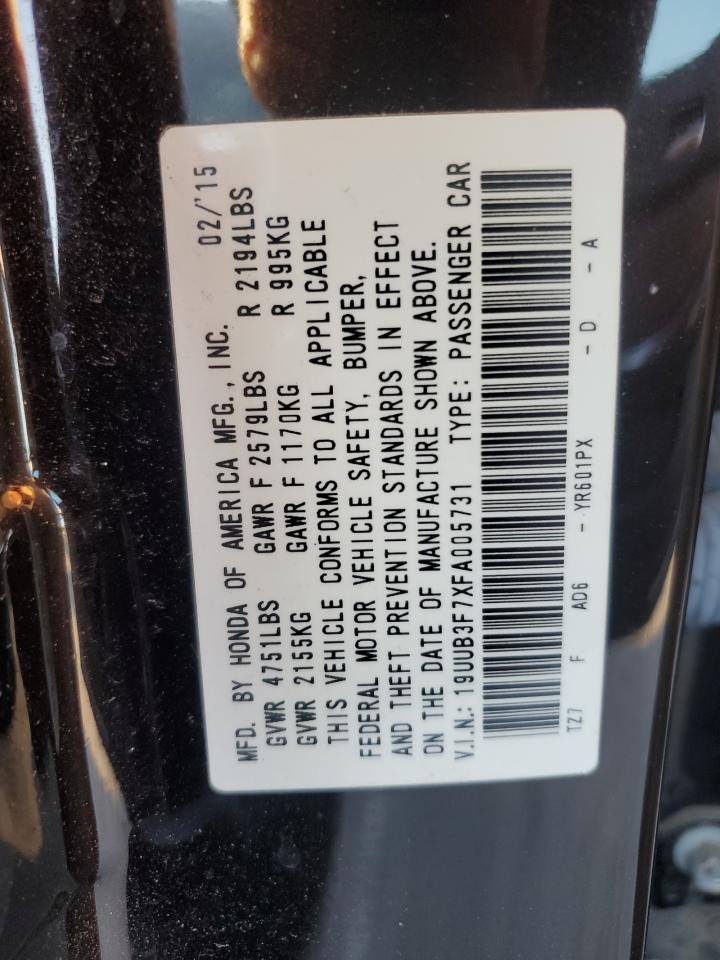 MFD. BY HONDA OF AMERICA MFG., INC. 02/'15
GVWR 4751LBS GAWR F 2579LBS R 2194LBS
GVWR 2155KG GAWR F 1170KG R 995KG
THIS VEHICLE CONFORMS TO ALL APPLICABLE
FEDERAL MOTOR VEHICLE SAFETY, BUMPER,
AND THEFT PREVENTION STANDARDS IN EFFECT
ON THE DATE OF MANUFACTURE SHOWN ABOVE.
V.I.N.: 19UUB3F7XFA005731 TYPE: PASSENGER CAR
TZ7 F AD6 - YR601PX - D - A